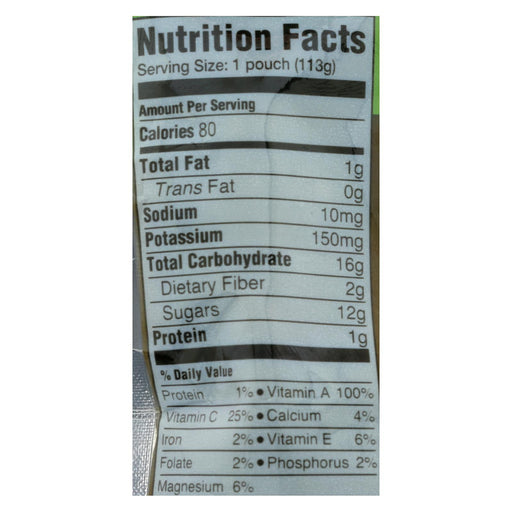 Nutrition Facts
Serving Size: 1 pouch (113g)
Amount Per Serving
Calories 80
Total Fat 1g
Trans Fat 0g
Sodium 10mg
Potassium 150mg
Total Carbohydrate 16g
Dietary Fiber 2g
Sugars 12g
Protein 1g
% Daily Value
Protein 1% • Vitamin A 100%
Vitamin C 25% • Calcium 4%
Iron 2% • Vitamin E 6%
Folate 2% • Phosphorus 2%
Magnesium 6%